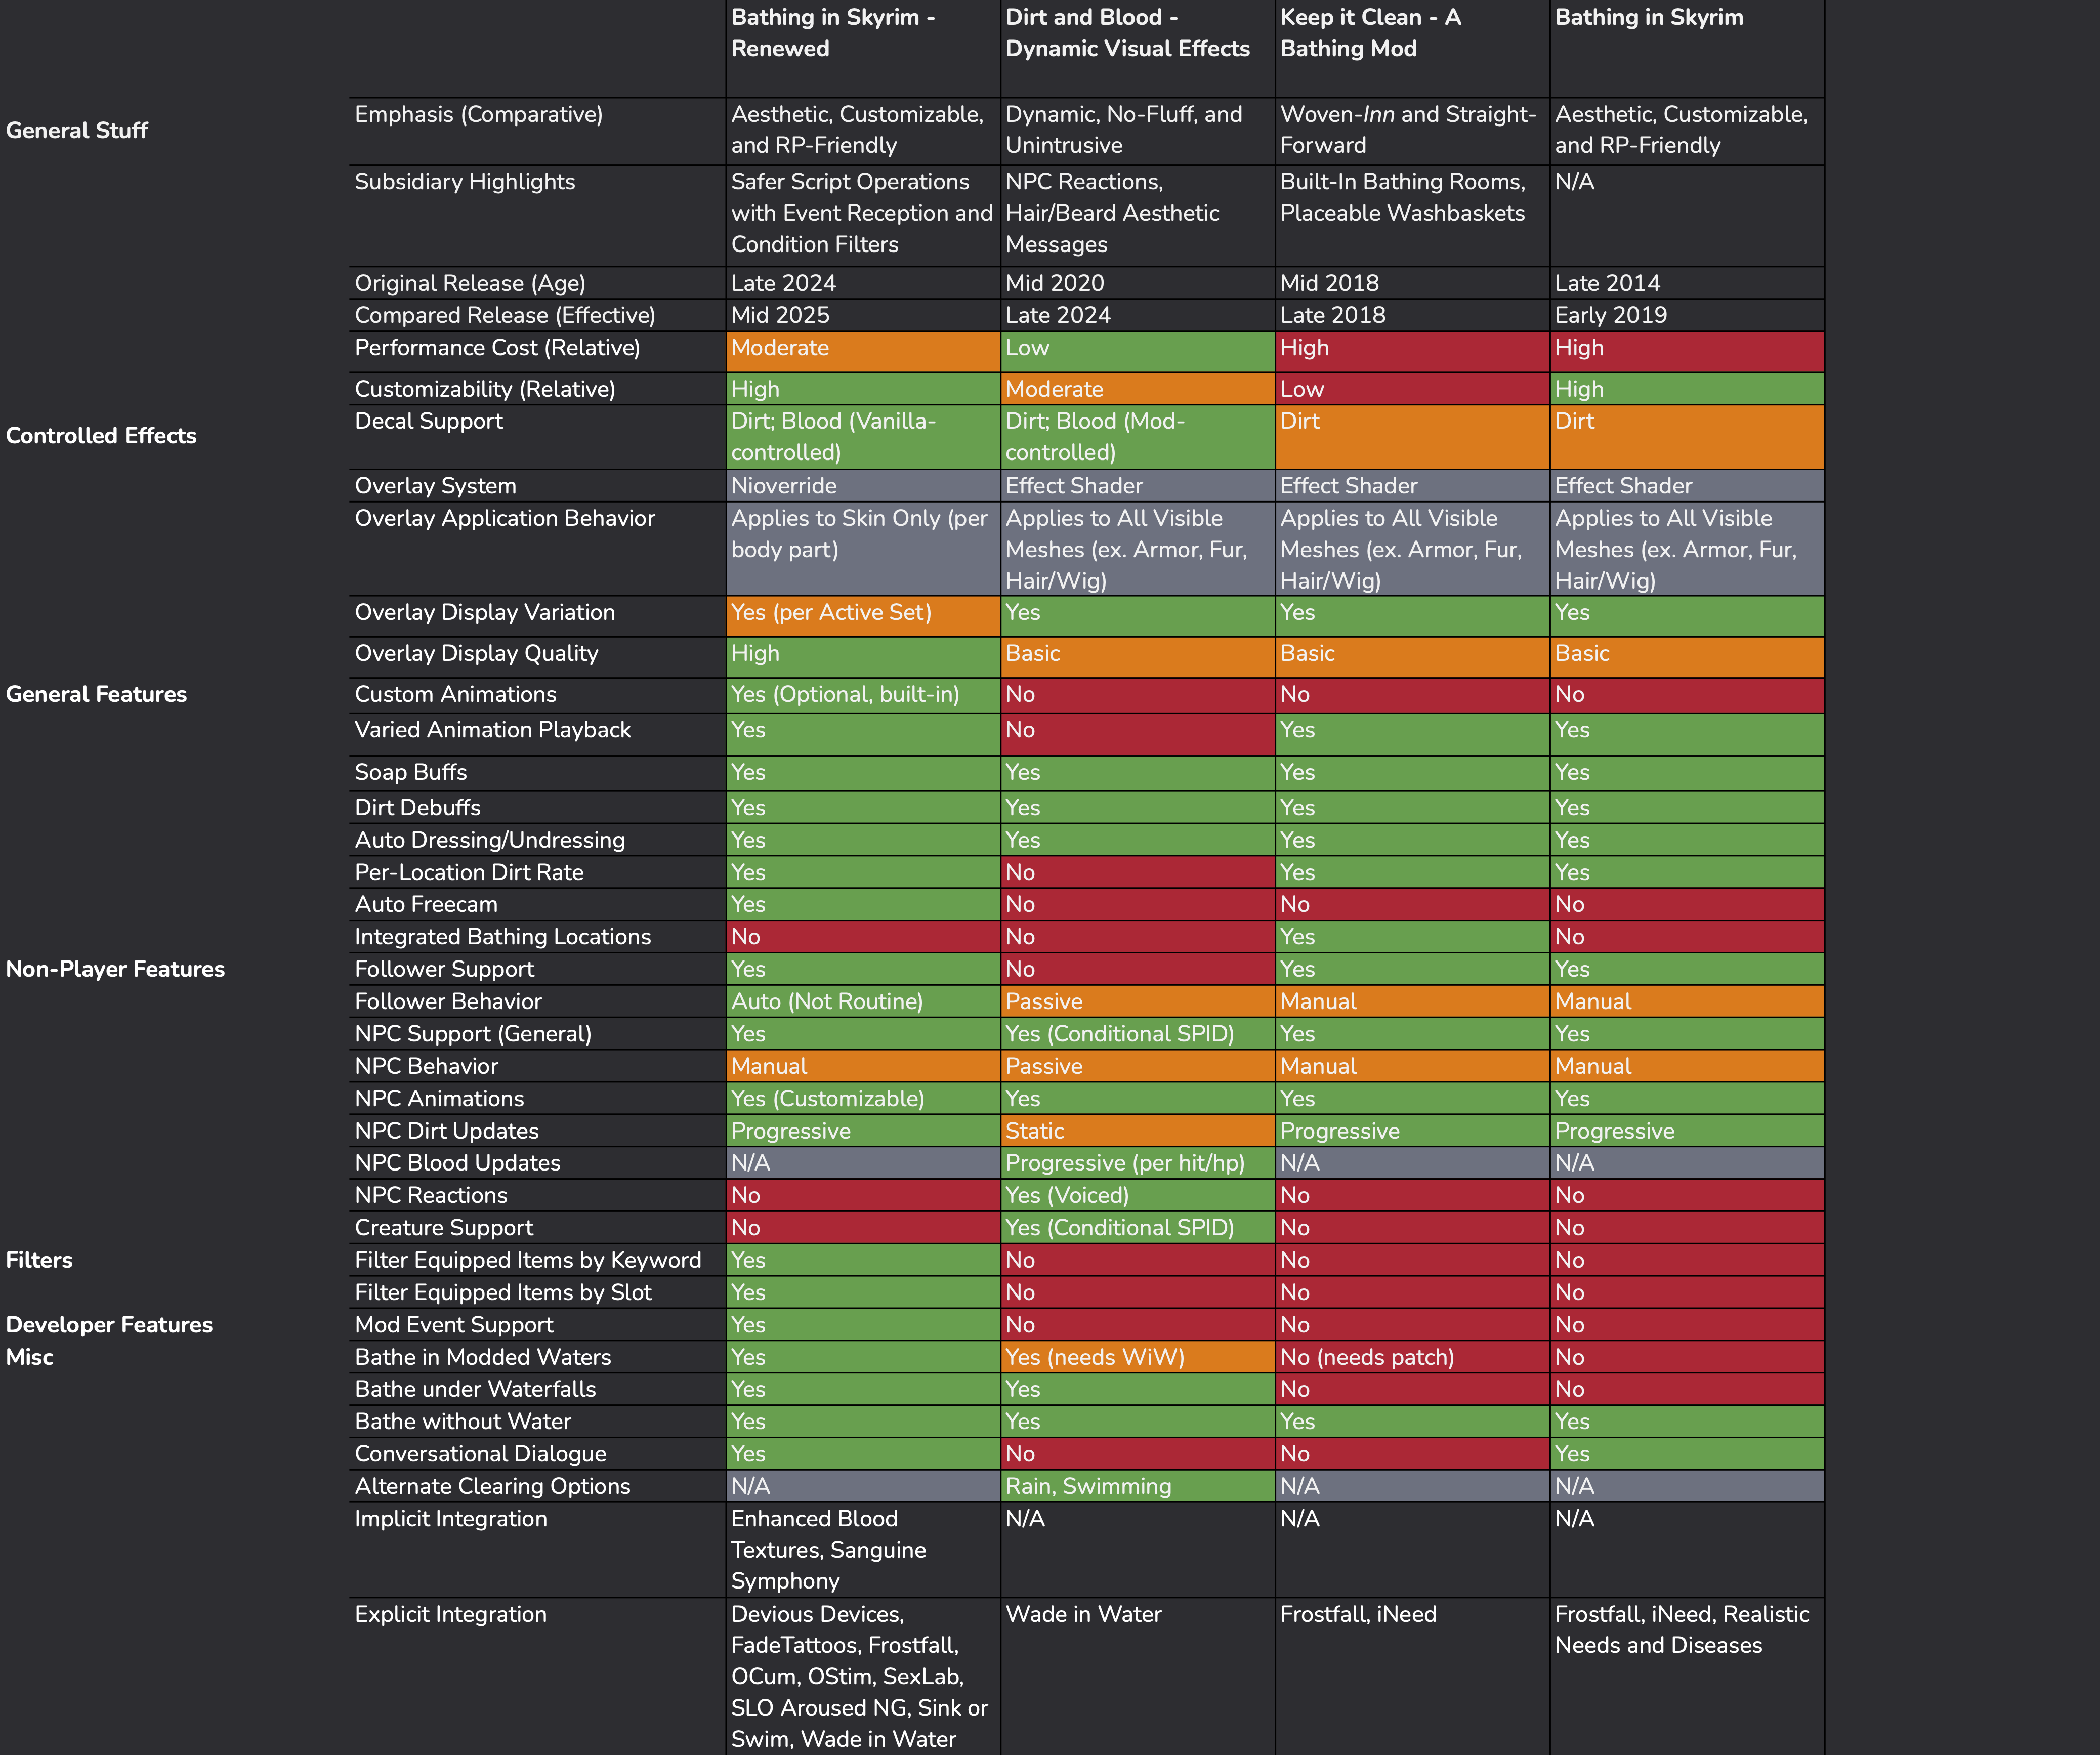 Bathing in Skyrim -
Renewed
Dirt and Blood -
Dynamic Visual Effects
Keep it Clean - A
Bathing Mod
Bathing in Skyrim
General Stuff
Emphasis (Comparative)
Aesthetic, Customizable,
and RP-Friendly
Dynamic, No-Fluff, and
Unintrusive
Woven-Inn and Straight-
Forward
Aesthetic, Customizable,
and RP-Friendly
Subsidiary Highlights
Safer Script Operations
with Event Reception and
Condition Filters
NPC Reactions,
Hair/Beard Aesthetic
Messages
Built-In Bathing Rooms,
Placeable Washbaskets
N/A
Original Release (Age)
Late 2024
Mid 2020
Mid 2018
Late 2014
Compared Release (Effective)
Mid 2025
Late 2024
Late 2018
Early 2019
Performance Cost (Relative)
Moderate
Low
High
High
Customizability (Relative)
High
Moderate
Low
High
Controlled Effects
Decal Support
Dirt; Blood (Vanilla-
controlled)
Dirt; Blood (Mod-
controlled)
Dirt
Dirt
Overlay System
Nioverride
Effect Shader
Effect Shader
Effect Shader
Overlay Application Behavior
Applies to Skin Only (per
body part)
Applies to All Visible
Meshes (ex. Armor, Fur,
Hair/Wig)
Applies to All Visible
Meshes (ex. Armor, Fur,
Hair/Wig)
Applies to All Visible
Meshes (ex. Armor, Fur,
Hair/Wig)
Overlay Display Variation
Yes (per Active Set)
Yes
Yes
Yes
Overlay Display Quality
High
Basic
Basic
Basic
General Features
Custom Animations
Yes (Optional, built-in)
No
No
No
Varied Animation Playback
Yes
No
Yes
Yes
Soap Buffs
Yes
Yes
Yes
Yes
Dirt Debuffs
Yes
Yes
Yes
Yes
Auto Dressing/Undressing
Yes
Yes
Yes
Yes
Per-Location Dirt Rate
Yes
No
Yes
Yes
Auto Freecam
Yes
No
No
No
Integrated Bathing Locations
No
No
Yes
No
Non-Player Features
Follower Support
Yes
No
Yes
Yes
Follower Behavior
Auto (Not Routine)
Passive
Manual
Manual
NPC Support (General)
Yes
Yes (Conditional SPID)
Yes
Yes
NPC Behavior
Manual
Passive
Manual
Manual
NPC Animations
Yes (Customizable)
Yes
Yes
Yes
NPC Dirt Updates
Progressive
Static
Progressive
Progressive
NPC Blood Updates
N/A
Progressive (per hit/hp)
N/A
N/A
NPC Reactions
No
Yes (Voiced)
No
No
Creature Support
No
Yes (Conditional SPID)
No
No
Filters
Filter Equipped Items by Keyword
Yes
No
No
No
Filter Equipped Items by Slot
Yes
No
No
No
Developer Features
Mod Event Support
Yes
No
No
No
Misc
Bathe in Modded Waters
Yes
Yes (needs WiW)
No (needs patch)
No
Bathe under Waterfalls
Yes
Yes
No
No
Bathe without Water
Yes
Yes
Yes
Yes
Conversational Dialogue
Yes
No
No
Yes
Alternate Clearing Options
N/A
Rain, Swimming
N/A
N/A
Implicit Integration
Enhanced Blood
Textures, Sanguine
Symphony
N/A
N/A
N/A
Explicit Integration
Devious Devices,
FadeTattoos, Frostfall,
OCum, OStim, SexLab,
SLO Aroused NG, Sink or
Swim, Wade in Water
Wade in Water
Frostfall, iNeed
Frostfall, iNeed, Realistic
Needs and Diseases